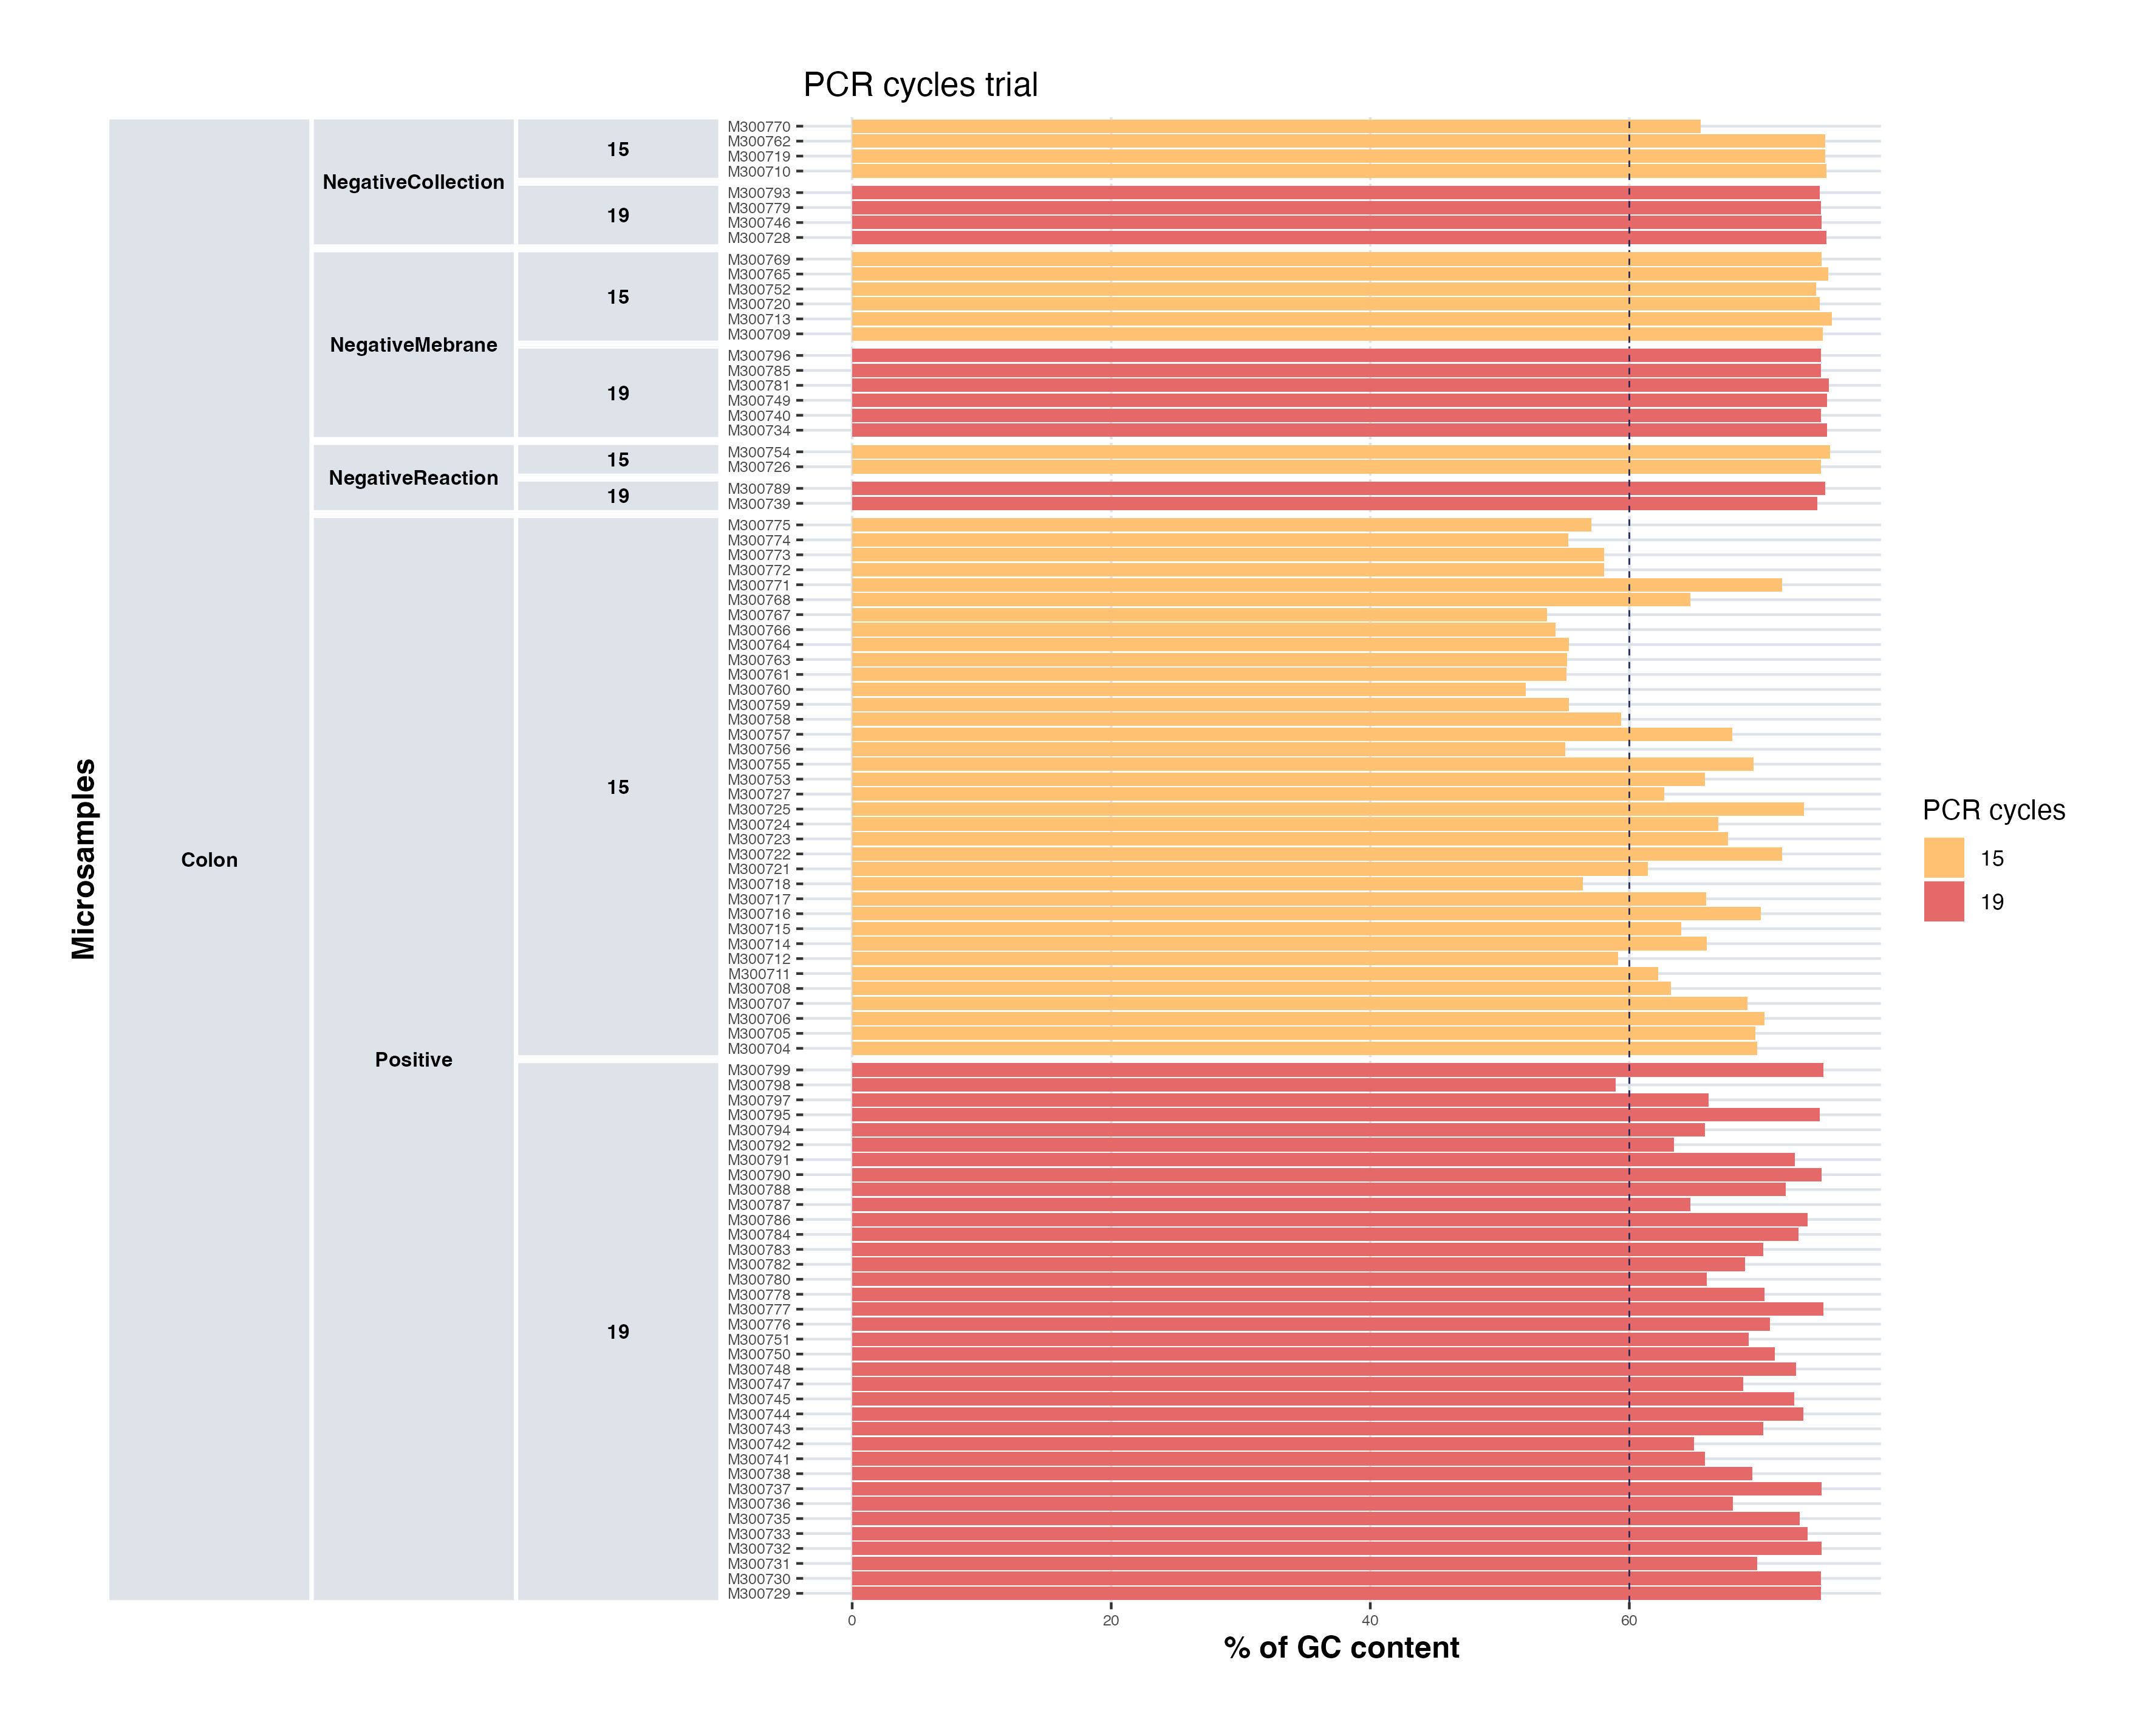 PCR cycles trial
Microsamples
Colon
NegativeCollection
15
M300770
M300762
M300719
M300710
19
M300793
M300779
M300746
M300728
NegativeMebrane
15
M300769
M300765
M300752
M300720
M300713
M300709
19
M300796
M300785
M300781
M300749
M300740
M300734
NegativeReaction
15
M300754
M300726
19
M300789
M300739
Positive
15
M300775
M300774
M300773
M300772
M300771
M300768
M300767
M300766
M300764
M300763
M300761
M300760
M300759
M300758
M300757
M300756
M300755
M300753
M300727
M300725
M300724
M300723
M300722
M300721
M300718
M300717
M300716
M300715
M300714
M300712
M300711
M300708
M300707
M300706
M300705
M300704
19
M300799
M300798
M300797
M300795
M300794
M300792
M300791
M300790
M300788
M300787
M300786
M300784
M300783
M300782
M300780
M300778
M300777
M300776
M300751
M300750
M300748
M300747
M300745
M300744
M300743
M300742
M300741
M300738
M300737
M300736
M300735
M300733
M300732
M300731
M300730
M300729
0 20 40 60
% of GC content
PCR cycles
15
19